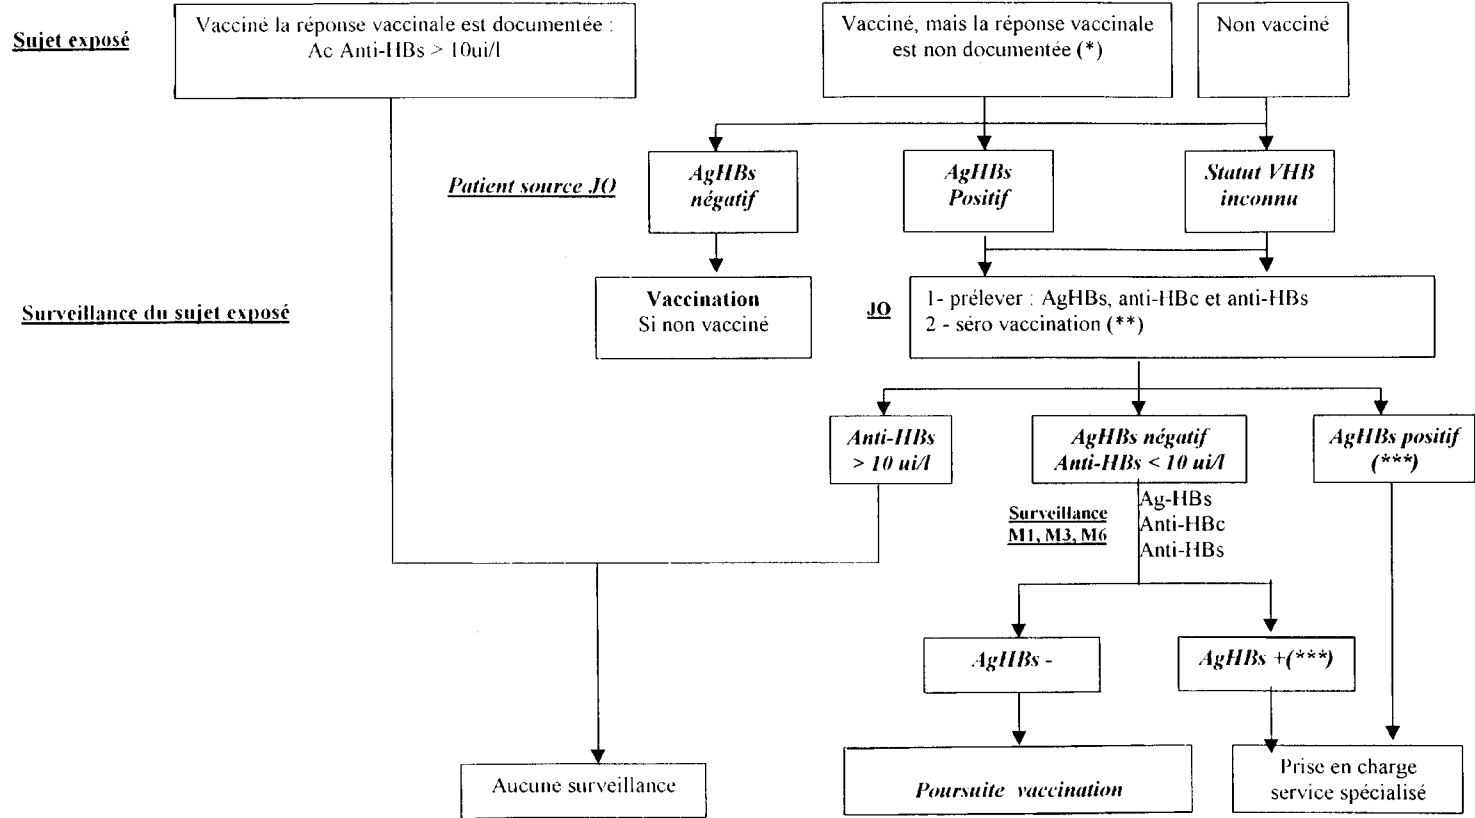 Sujet exposé
Vacciné la réponse vaccinale est documentée :
Ac Anti-HBs > 10ui/l
Vacciné, mais la réponse vaccinale
est non documentée (*)
Non vacciné
Patient source JO
AgHBs
négatif
AgHBs
Positif
Statut VHB
inconnu
Surveillance du sujet exposé
Vaccination
Si non vacciné
JO
1- prélever : AgHBs, anti-HBc et anti-HBs
2 - séro vaccination (**)
Anti-HBs
> 10 ui/l
AgHBs négatif
Anti-HBs < 10 ui/l
AgHBs positif
(***)
Surveillance
M1, M3, M6
Ag-HBs
Anti-HBc
Anti-HBs
AgHBs -
AgHBs +(***)
Aucune surveillance
Poursuite vaccination
Prise en charge
service spécialisé